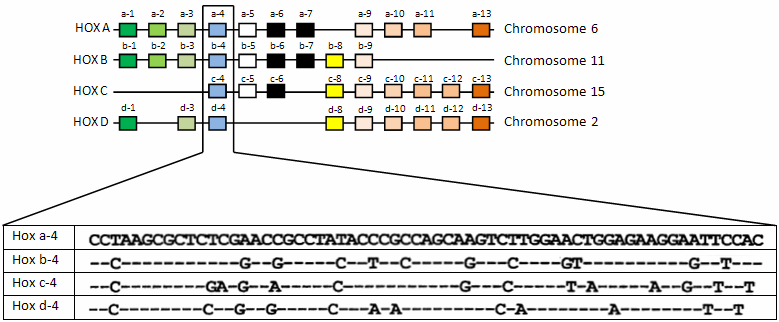 a-1 a-2 a-3 a-4 a-5 a-6 a-7 a-9 a-10 a-11 a-13
HOX A Chromosome 6
b-1 b-2 b-3 b-4 b-5 b-6 b-7 b-8 b-9
HOX B Chromosome 11
c-4 c-5 c-6 c-8 c-9 c-10 c-11 c-12 c-13
HOX C Chromosome 15
d-1 d-3 d-4 d-8 d-9 d-10 d-11 d-12 d-13
HOX D Chromosome 2
Hox a-4 CCTAAGCGCTCTCGAACCGCCTATACCCGCCAGCAAGTCTTGGAACTGGAGAAGGAATTCCAC
Hox b-4 --C-----------G--G-----C--T--C-----G---C----GT----------G--T---
Hox c-4 --C--------GA-G--A-----C-----------G---C-----T-A-----A--G--T--T
Hox d-4 --C--------C--G--G-----C---A-A---------C-A--------A--------T--T-